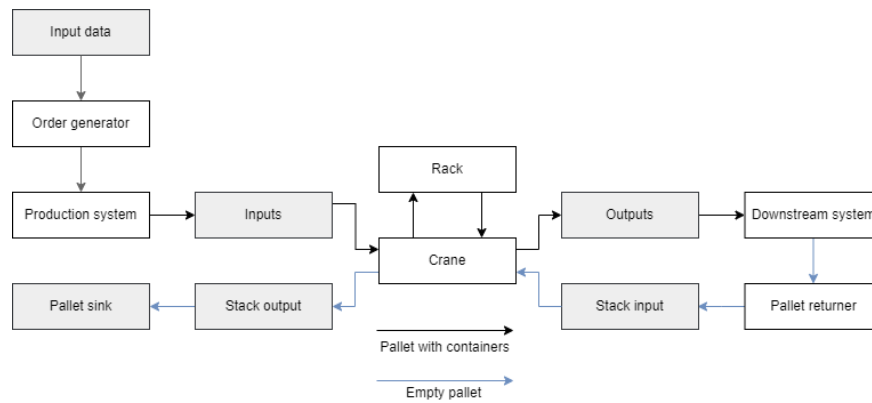 Input data
Order generator
Rack
Production system
Inputs
Outputs
Downstream system
Crane
Pallet sink
Stack output
Stack input
Pallet returner
Pallet with containers
Empty pallet